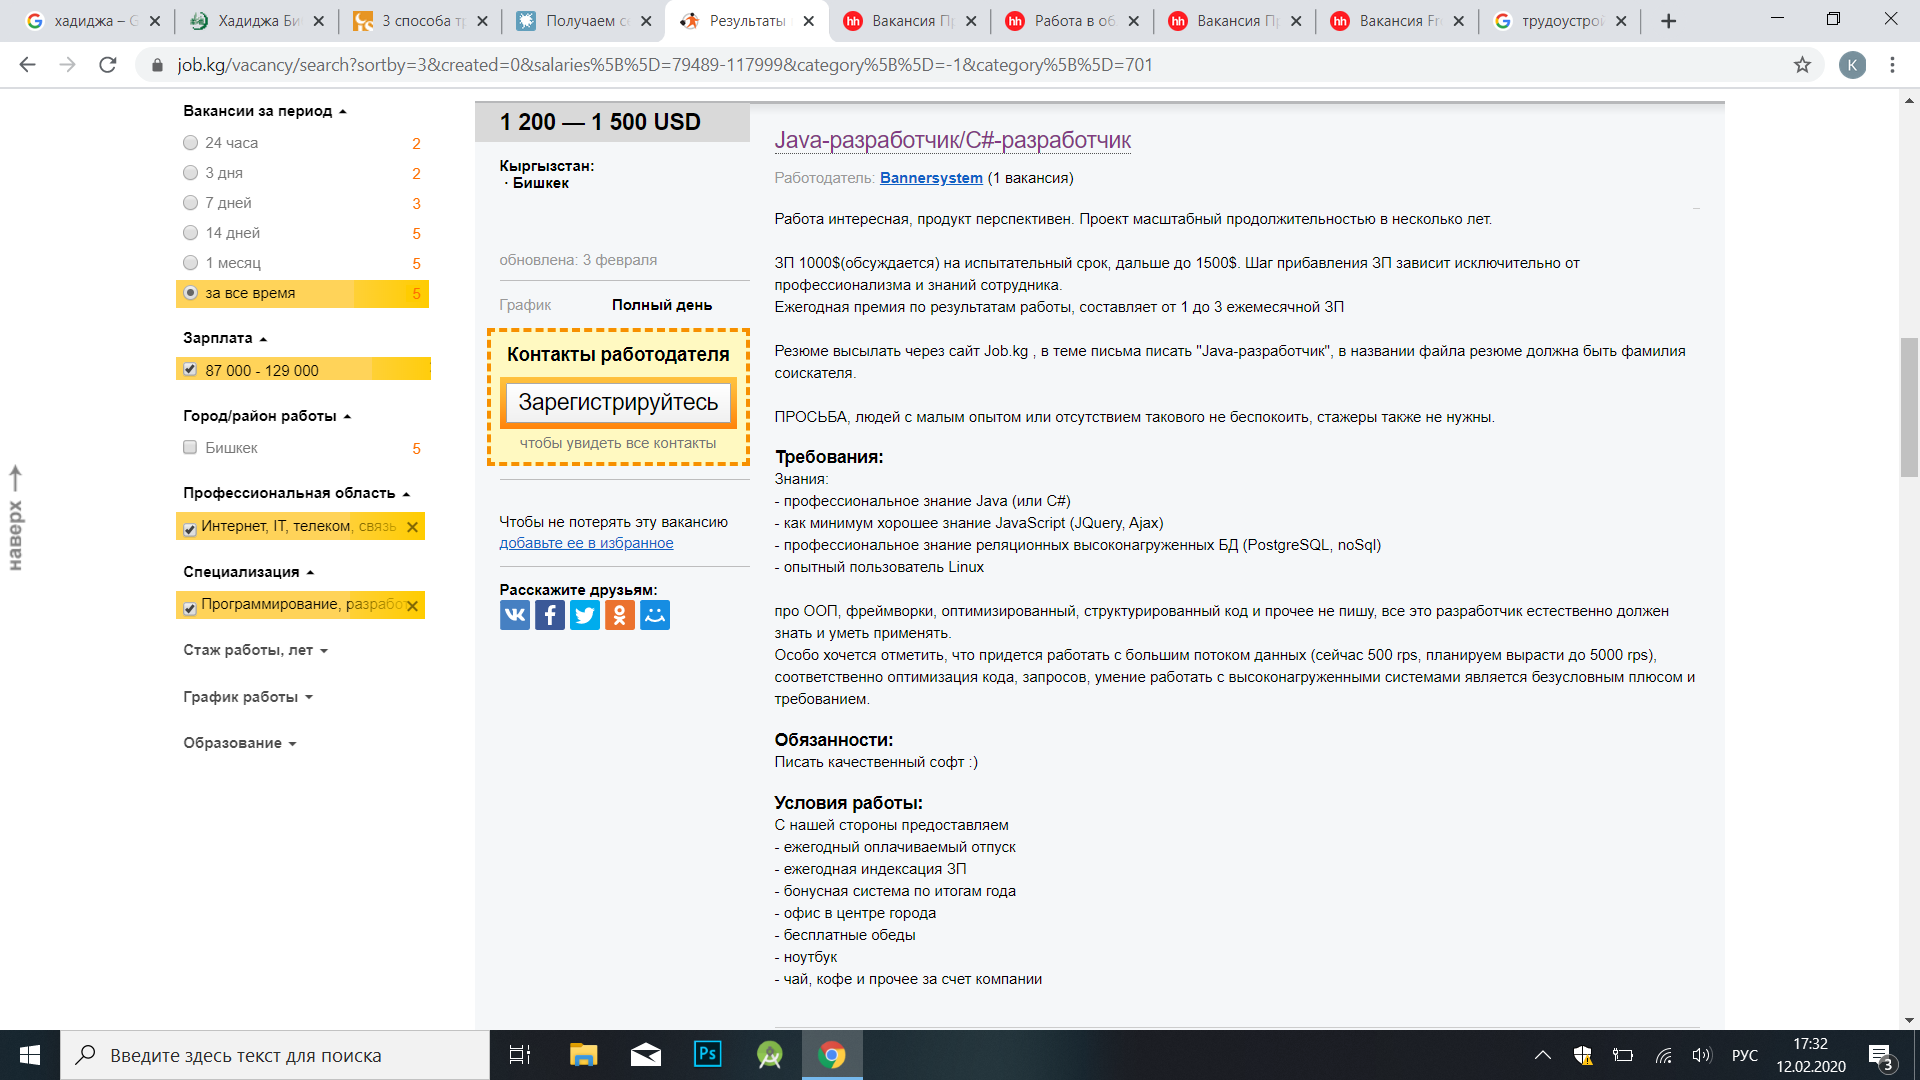 хадиджа – G
Хадиджа Би
3 способа т
Получаем с
Результаты
Вакансия П
Работа в об
Вакансия П
Вакансия Fr
трудоустрой
job.kg/vacancy/search?sortby=3&created=0&salaries%5B%5D=79489-117999&category%5B%5D=-1&category%5B%5D=701
K
наверх
Вакансии за период
24 часа 2
3 дня 2
7 дней 3
14 дней 5
1 месяц 5
за все время 5
Зарплата
87 000 - 129 000
Город/район работы
Бишкек 5
Профессиональная область
Интернет, IT, телеком, связь
Специализация
Программирование, разрабо
Стаж работы, лет
График работы
Образование
1 200 — 1 500 USD
Кыргызстан:
· Бишкек
обновлена: 3 февраля
График Полный день
Контакты работодателя
Зарегистрируйтесь
чтобы увидеть все контакты
Чтобы не потерять эту вакансию
добавьте ее в избранное
Расскажите друзьям:
Java-разработчик/C#-разработчик
Работодатель: Bannersystem (1 вакансия)
Работа интересная, продукт перспективен. Проект масштабный продолжительностью в несколько лет.
ЗП 1000$(обсуждается) на испытательный срок, дальше до 1500$. Шаг прибавления ЗП зависит исключительно от
профессионализма и знаний сотрудника.
Ежегодная премия по результатам работы, составляет от 1 до 3 ежемесячной ЗП
Резюме высылать через сайт Job.kg , в теме письма писать "Java-разработчик", в названии файла резюме должна быть фамилия
соискателя.
ПРОСЬБА, людей с малым опытом или отсутствием такового не беспокоить, стажеры также не нужны.
Требования:
Знания:
- профессиональное знание Java (или C#)
- как минимум хорошее знание JavaScript (JQuery, Ajax)
- профессиональное знание реляционных высоконагруженных БД (PostgreSQL, noSql)
- опытный пользователь Linux
про ООП, фреймворки, оптимизированный, структурированный код и прочее не пишу, все это разработчик естественно должен
знать и уметь применять.
Особо хочется отметить, что придется работать с большим потоком данных (сейчас 500 rps, планируем вырасти до 5000 rps),
соответственно оптимизация кода, запросов, умение работать с высоконагруженными системами является безусловным плюсом и
требованием.
Обязанности:
Писать качественный софт :)
Условия работы:
С нашей стороны предоставляем
- ежегодный оплачиваемый отпуск
- ежегодная индексация ЗП
- бонусная система по итогам года
- офис в центре города
- бесплатные обеды
- ноутбук
- чай, кофе и прочее за счет компании
Введите здесь текст для поиска
Ps
РУС
17:32
12.02.2020
3